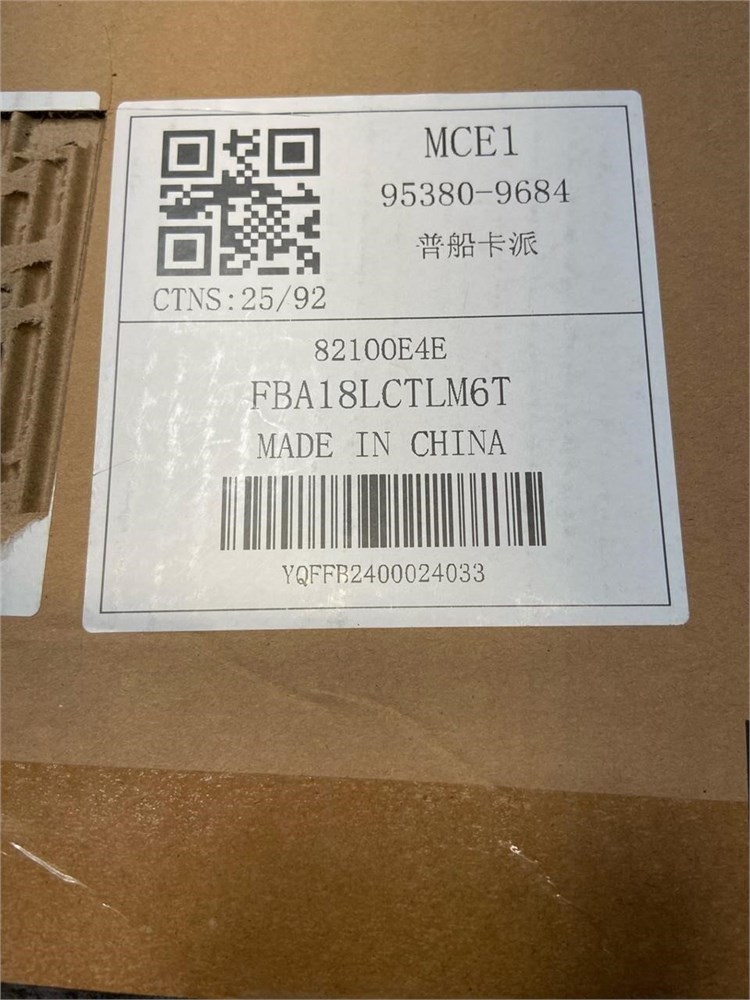 MCE1
95380-9684
普船卡派
CTNS:25/92
82100E4E
FBA18LCTLM6T
MADE IN CHINA
YQFFB2400024033